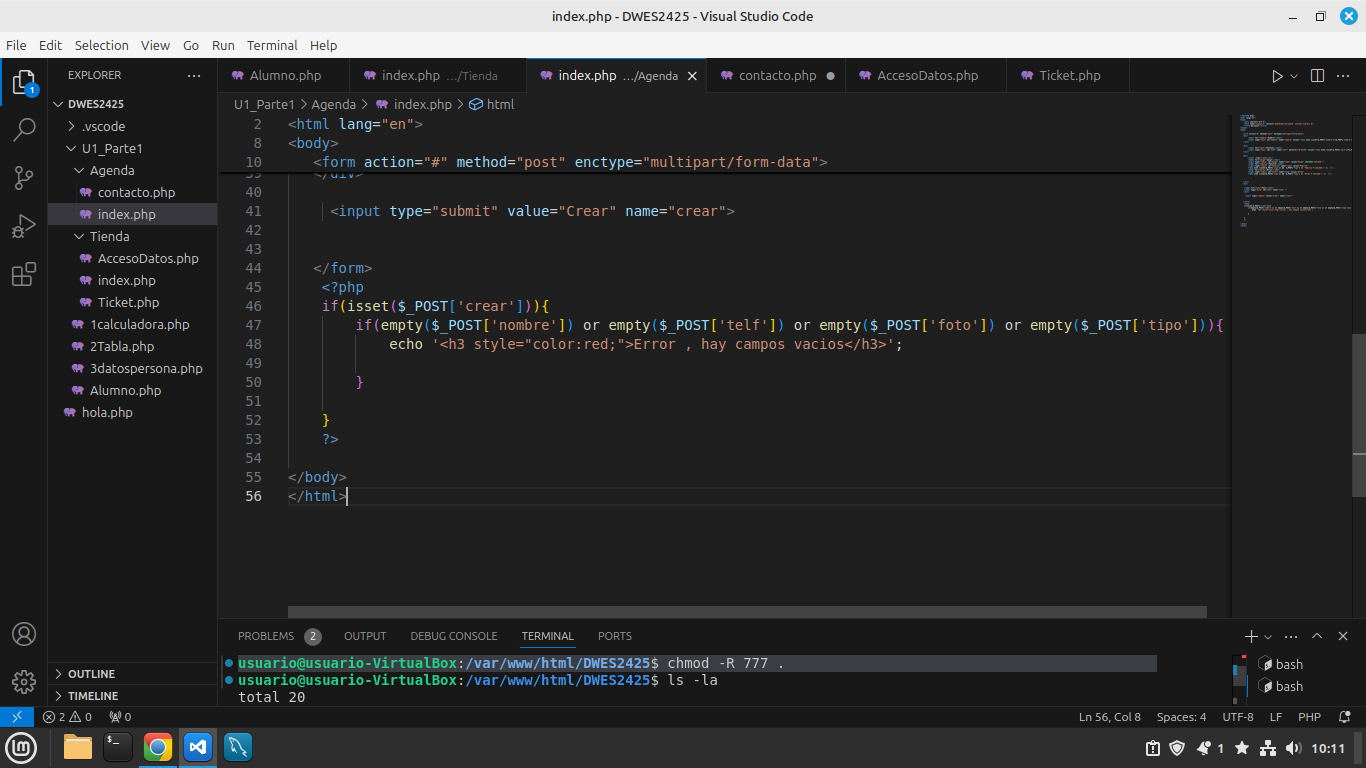 index.php - DWES2425 - Visual Studio Code
File Edit Selection View Go Run Terminal Help
EXPLORER
Alumno.php index.php .../Tienda index.php .../Agenda contacto.php AccesoDatos.php Ticket.php
U1_Parte1 > Agenda > index.php > html
DWES2425
.vscode
U1_Parte1
Agenda
contacto.php
index.php
Tienda
AccesoDatos.php
index.php
Ticket.php
1calculadora.php
2Tabla.php
3datospersona.php
Alumno.php
hola.php
OUTLINE
TIMELINE
2 <html lang="en">
8 <body>
10 <form action="#" method="post" enctype="multipart/form-data">
39 </div>
40
41 <input type="submit" value="Crear" name="crear">
42
43
44 </form>
45 <?php
46 if(isset($_POST['crear'])){
47 if(empty($_POST['nombre']) or empty($_POST['telf']) or empty($_POST['foto']) or empty($_POST['tipo'])){
48 echo '<h3 style="color:red;">Error , hay campos vacios</h3>';
49
50 }
51
52 }
53 ?>
54
55 </body>
56 </html>
PROBLEMS 2 OUTPUT DEBUG CONSOLE TERMINAL PORTS
usuario@usuario-VirtualBox:/var/www/html/DWES2425$ chmod -R 777 .
usuario@usuario-VirtualBox:/var/www/html/DWES2425$ ls -la
total 20
bash
bash
1
2 0 0 Ln 56, Col 8 Spaces: 4 UTF-8 LF PHP
1 10:11